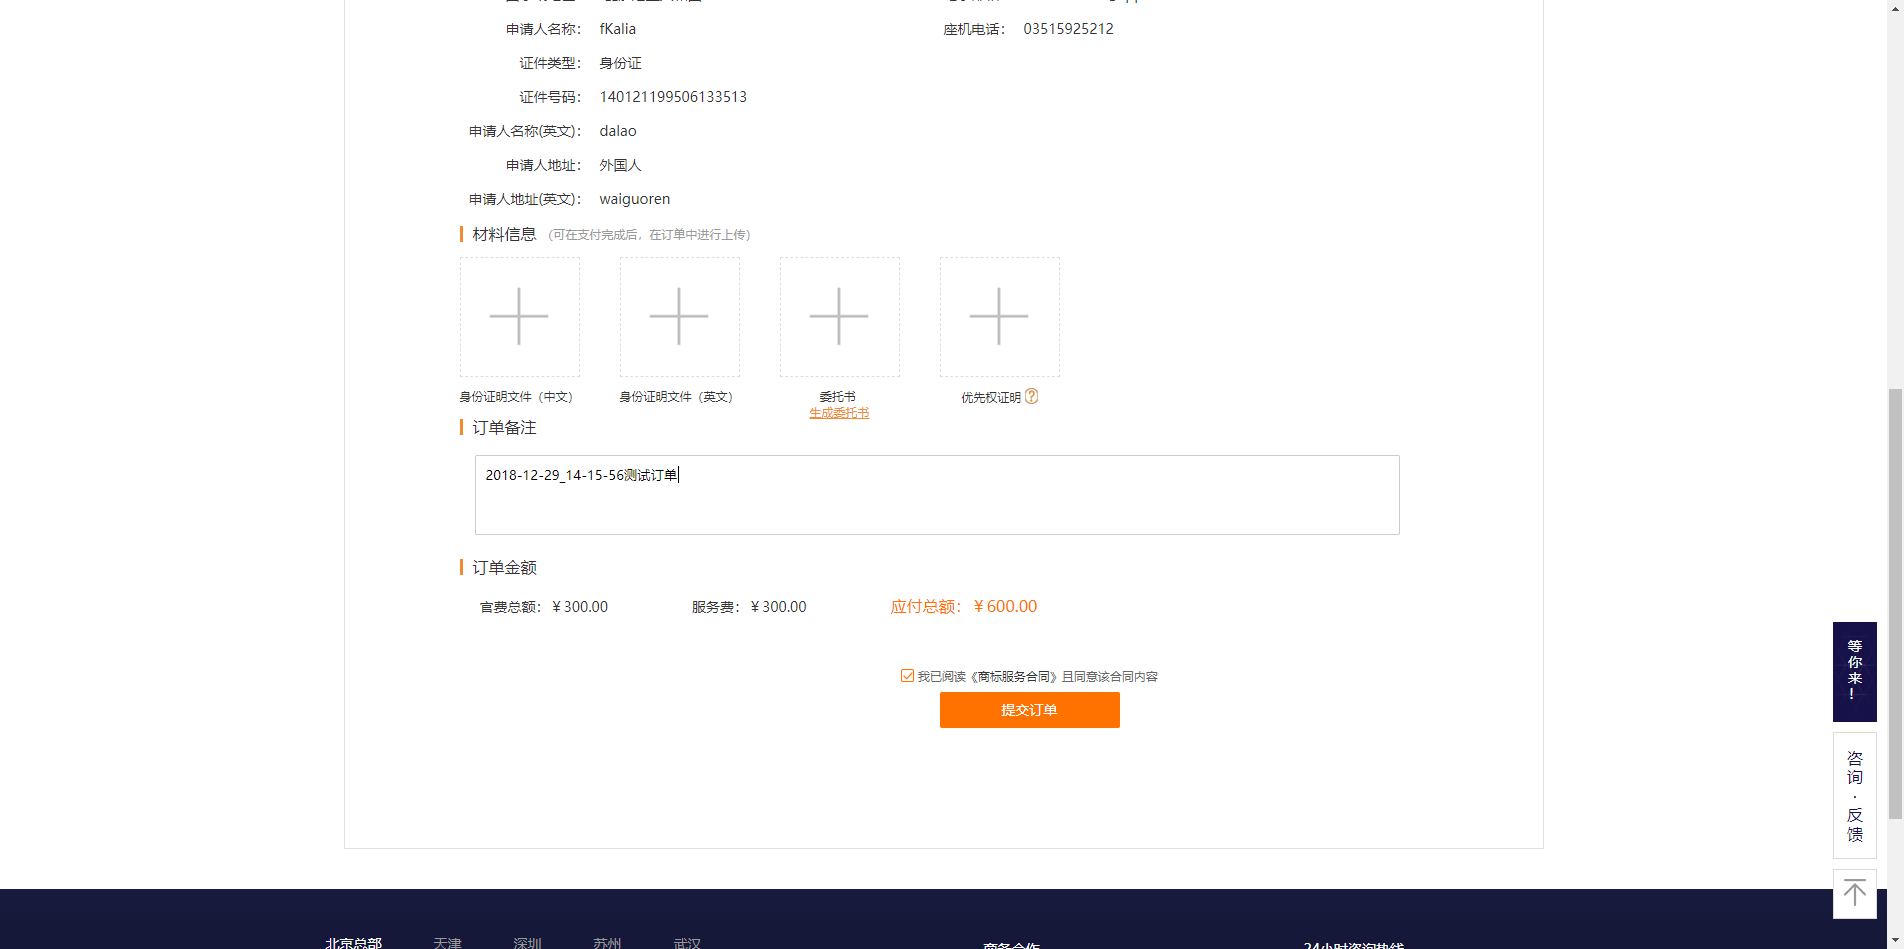 申请人名称： fKalia 座机电话： 03515925212
证件类型： 身份证
证件号码： 140121199506133513
申请人名称(英文)： dalao
申请人地址： 外国人
申请人地址(英文)： waiguoren
材料信息 （可在支付完成后，在订单中进行上传）
身份证明文件（中文） 身份证明文件（英文） 委托书 优先权证明
生成委托书
订单备注
2018-12-29_14-15-56测试订单
订单金额
官费总额：￥300.00 服务费：￥300.00 应付总额：￥600.00
我已阅读《商标服务合同》且同意该合同内容
提交订单
等你来！
咨询·反馈
北京总部 天津 深圳 苏州 武汉 商务合作 24小时咨询热线